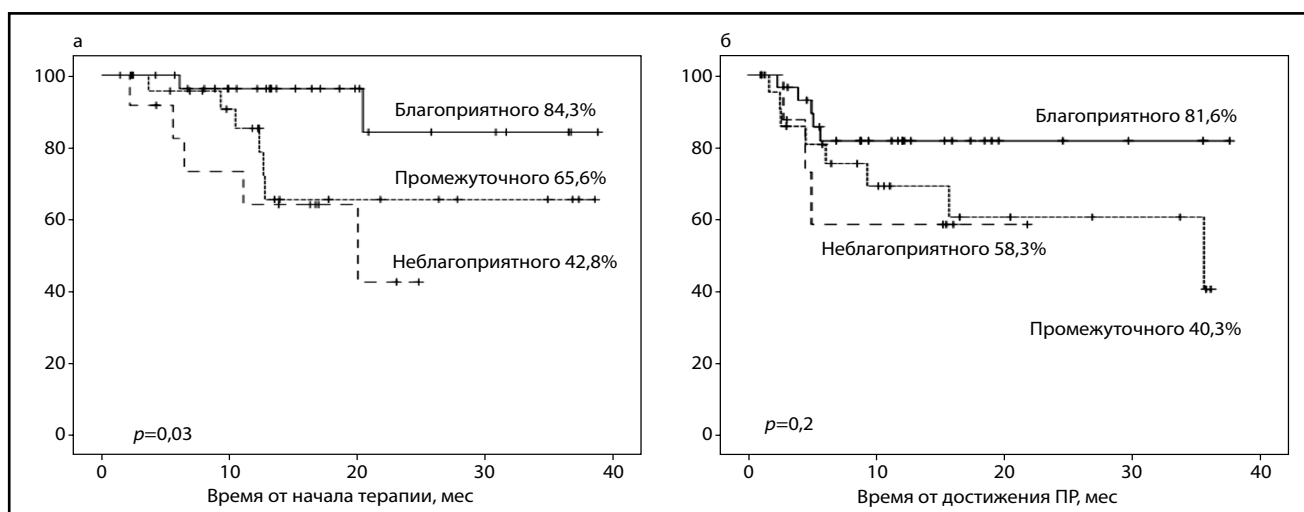 а
100
80
60
40
20
0
Благоприятного 84,3%
Промежуточного 65,6%
Неблагоприятного 42,8%
p=0,03
0 10 20 30 40
Время от начала терапии, мес
б
100
80
60
40
20
0
Благоприятного 81,6%
Неблагоприятного 58,3%
Промежуточного 40,3%
p=0,2
0 10 20 30 40
Время от достижения ПР, мес